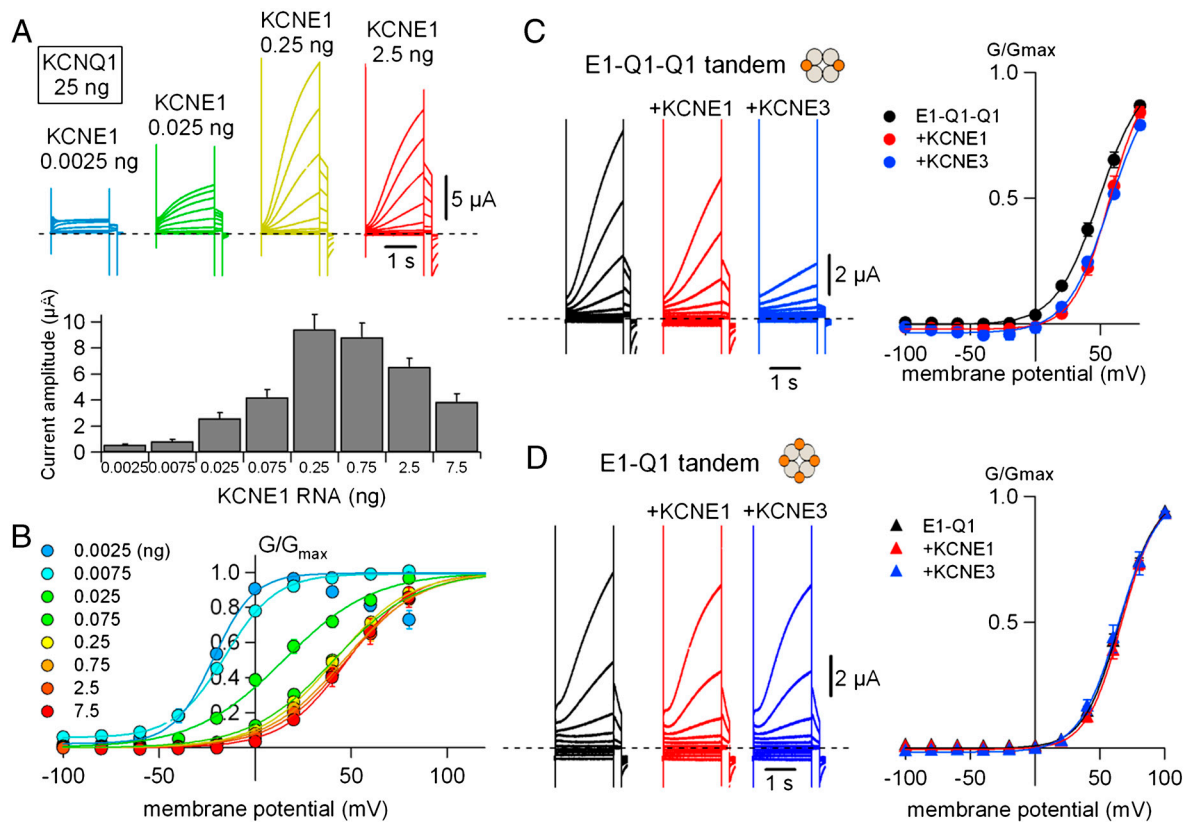 A
KCNQ1
25 ng
KCNE1
0.0025 ng
KCNE1
0.025 ng
KCNE1
0.25 ng
KCNE1
2.5 ng
5 µA
1 s
Current amplitude (µA)
10
8
6
4
2
0
0.0025
0.0075
0.025
0.075
0.25
0.75
2.5
7.5
KCNE1 RNA (ng)
B
0.0025 (ng)
0.0075
0.025
0.075
0.25
0.75
2.5
7.5
G/Gmax
1.0
0.8
0.6
0.4
0.2
-100
-50
0
50
100
membrane potential (mV)
C
E1-Q1-Q1 tandem
+KCNE1
+KCNE3
2 µA
1 s
G/Gmax
1.0
0.5
E1-Q1-Q1
+KCNE1
+KCNE3
-100
-50
0
50
membrane potential (mV)
D
E1-Q1 tandem
+KCNE1
+KCNE3
2 µA
1 s
G/Gmax
1.0
0.5
E1-Q1
+KCNE1
+KCNE3
-100
-50
0
50
100
membrane potential (mV)